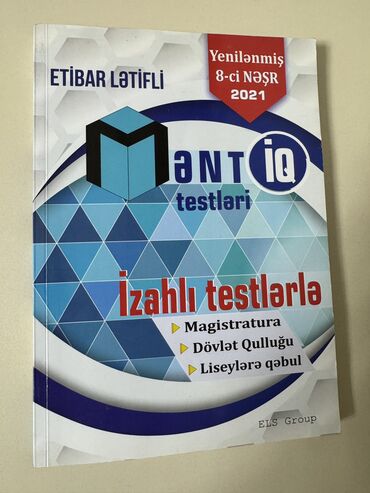 ETİBAR LƏTİFLİ
Yenilənmiş
8-ci NƏŞR
2021
MƏNTİQ
testləri
İzahlı testlərlə
Magistratura
Dövlət Qulluğu
Liseylərə qəbul
ELS Group